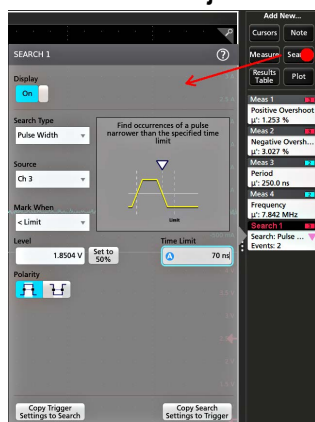 Add New...
Cursors
Note
Measure
Results Table
Plot
SEARCH 1
?
Display
On
Search Type
Pulse Width
Find occurrences of a pulse
narrower than the specified time
limit
Limit
Source
Ch 3
Mark When
< Limit
Level
1.8504 V
Set to
50%
Time Limit
A
70 ns
Polarity
Copy Trigger
Settings to Search
Copy Search
Settings to Trigger
Meas 1
Positive Overshoot
µ': 1.253 %
Meas 2
Negative Oversh...
µ': 3.027 %
Meas 3
Period
µ': 250.0 ns
Meas 4
Frequency
µ': 7.842 MHz
Search 1
Search: Pulse ...
Events: 2